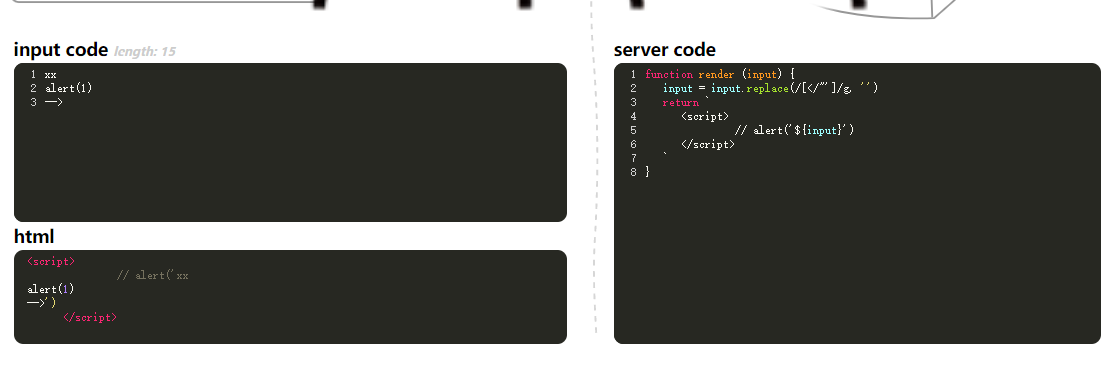 input code length: 15
1 xx
2 alert(1)
3 -->
html
<script>
// alert('xx
alert(1)
-->')
</script>
server code
1 function render (input) {
2 input = input.replace(/[</"']/g, '')
3 return `
4 <script>
5 // alert('${input}')
6 </script>
7 `
8 }